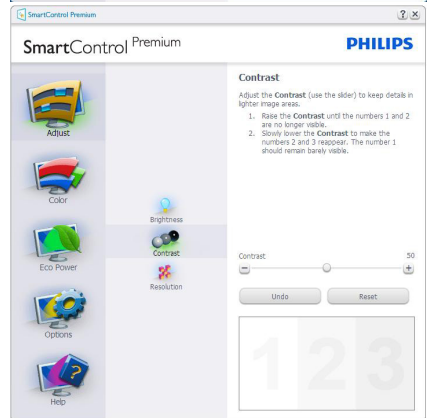 SmartControl Premium
SmartControl Premium
PHILIPS
Adjust
Color
Eco Power
Options
Help
Brightness
Contrast
Resolution
Contrast
Adjust the Contrast (use the slider) to keep details in
lighter image areas.
1. Raise the Contrast until the numbers 1 and 2
are no longer visible.
2. Slowly lower the Contrast to make the
numbers 2 and 3 reappear. The number 1
should remain barely visible.
Contrast 50
Undo Reset
1 2 3